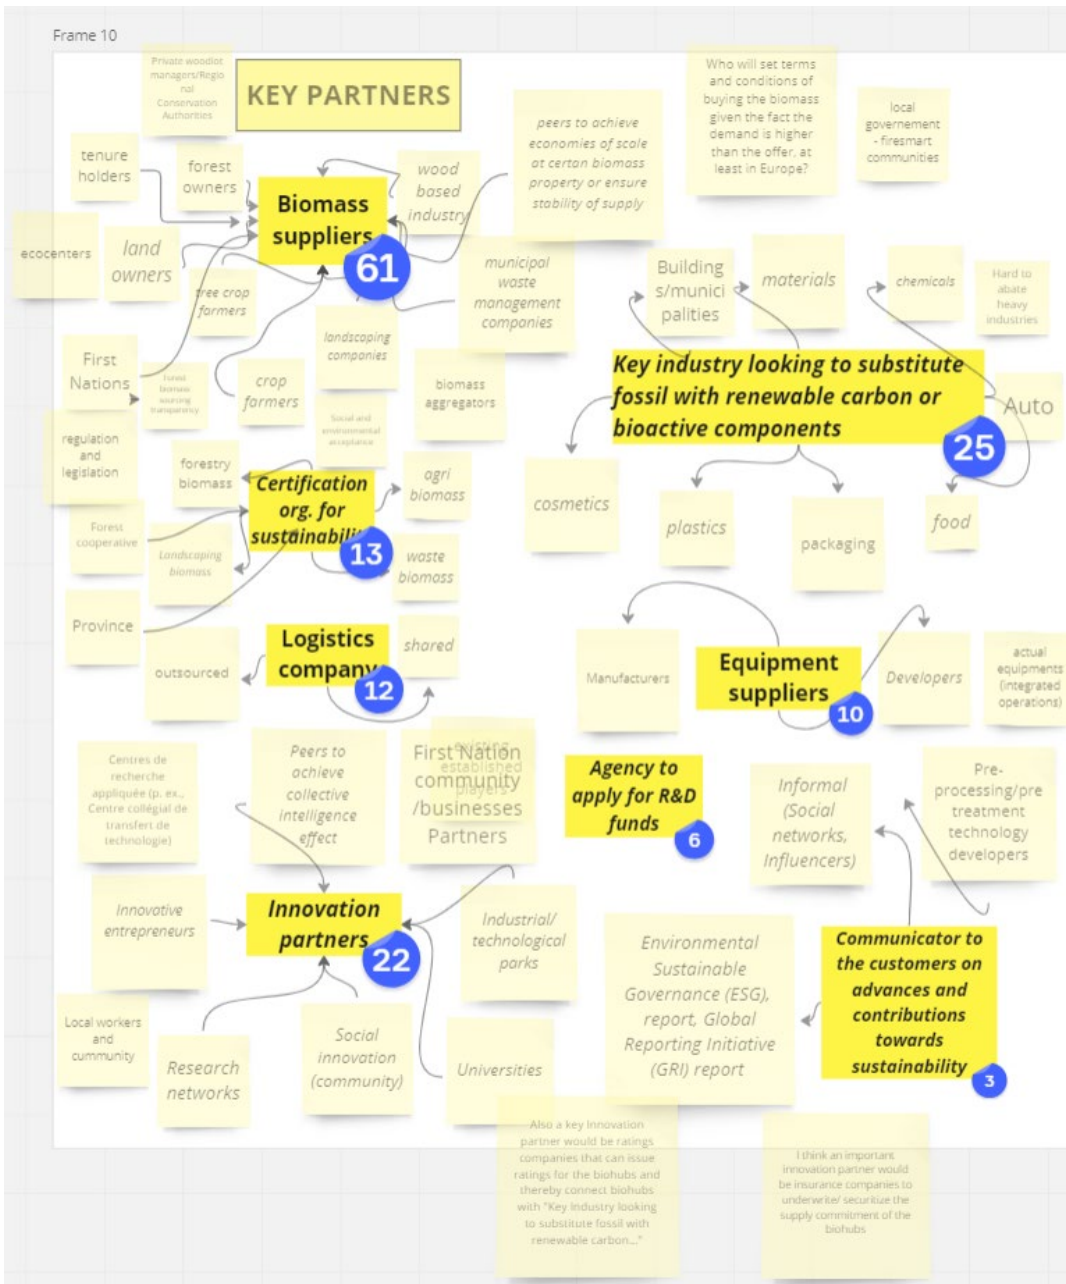 Frame 10
Private woodlot
managers/Regio
nal
Conservation
Authorities
KEY PARTNERS
tenure
holders
forest
owners
Biomass
suppliers
61
wood
based
industry
peers to achieve
economies of scale
at certan biomass
property or ensure
stability of supply
Who will set terms
and conditions of
buying the biomass
given the fact the
demand is higher
than the offer, at
least in Europe?
local
governement
- firesmart
communities
ecocenters
land
owners
tree crop
farmers
municipal
waste
management
companies
landscaping
companies
First
Nations
Forest
biomass
sourcing
transparency
crop
farmers
biomass
aggregators
Social and
environmental
acceptance
regulation
and
legislation
Building
s/munici
palities
materials
chemicals
Hard to
abate
heavy
industries
Key industry looking to substitute
fossil with renewable carbon or
bioactive components
25
Auto
cosmetics
plastics
packaging
food
forestry
biomass
Certification
org. for
sustainability
13
agri
biomass
Forest
cooperative
Landscaping
biomass
waste
biomass
Province
outsourced
Logistics
company
12
shared
Manufacturers
Equipment
suppliers
10
Developers
actual
equipments
(integrated
operations)
Centres de
recherche
appliquée (p. ex.,
Centre collégial de
transfert de
technologie)
Peers to
achieve
collective
intelligence
effect
existing
established
players
First Nation
community
/businesses
Partners
Agency to
apply for R&D
funds
6
Informal
(Social
networks,
Influencers)
Pre-
processing/pre
treatment
technology
developers
Innovative
entrepreneurs
Innovation
partners
22
Industrial/
technological
parks
Environmental
Sustainable
Governance (ESG),
report, Global
Reporting Initiative
(GRI) report
Communicator to
the customers on
advances and
contributions
towards
sustainability
3
Local workers
and
cummunity
Research
networks
Social
innovation
(community)
Universities
Also a key Innovation
partner would be ratings
companies that can issue
ratings for the biohubs and
thereby connect biohubs
with "Key Industry looking
to substitute fossil with
renewable carbon..."
I think an important
innovation partner would
be insurance companies to
underwrite/ securitize the
supply commitment of the
biohubs